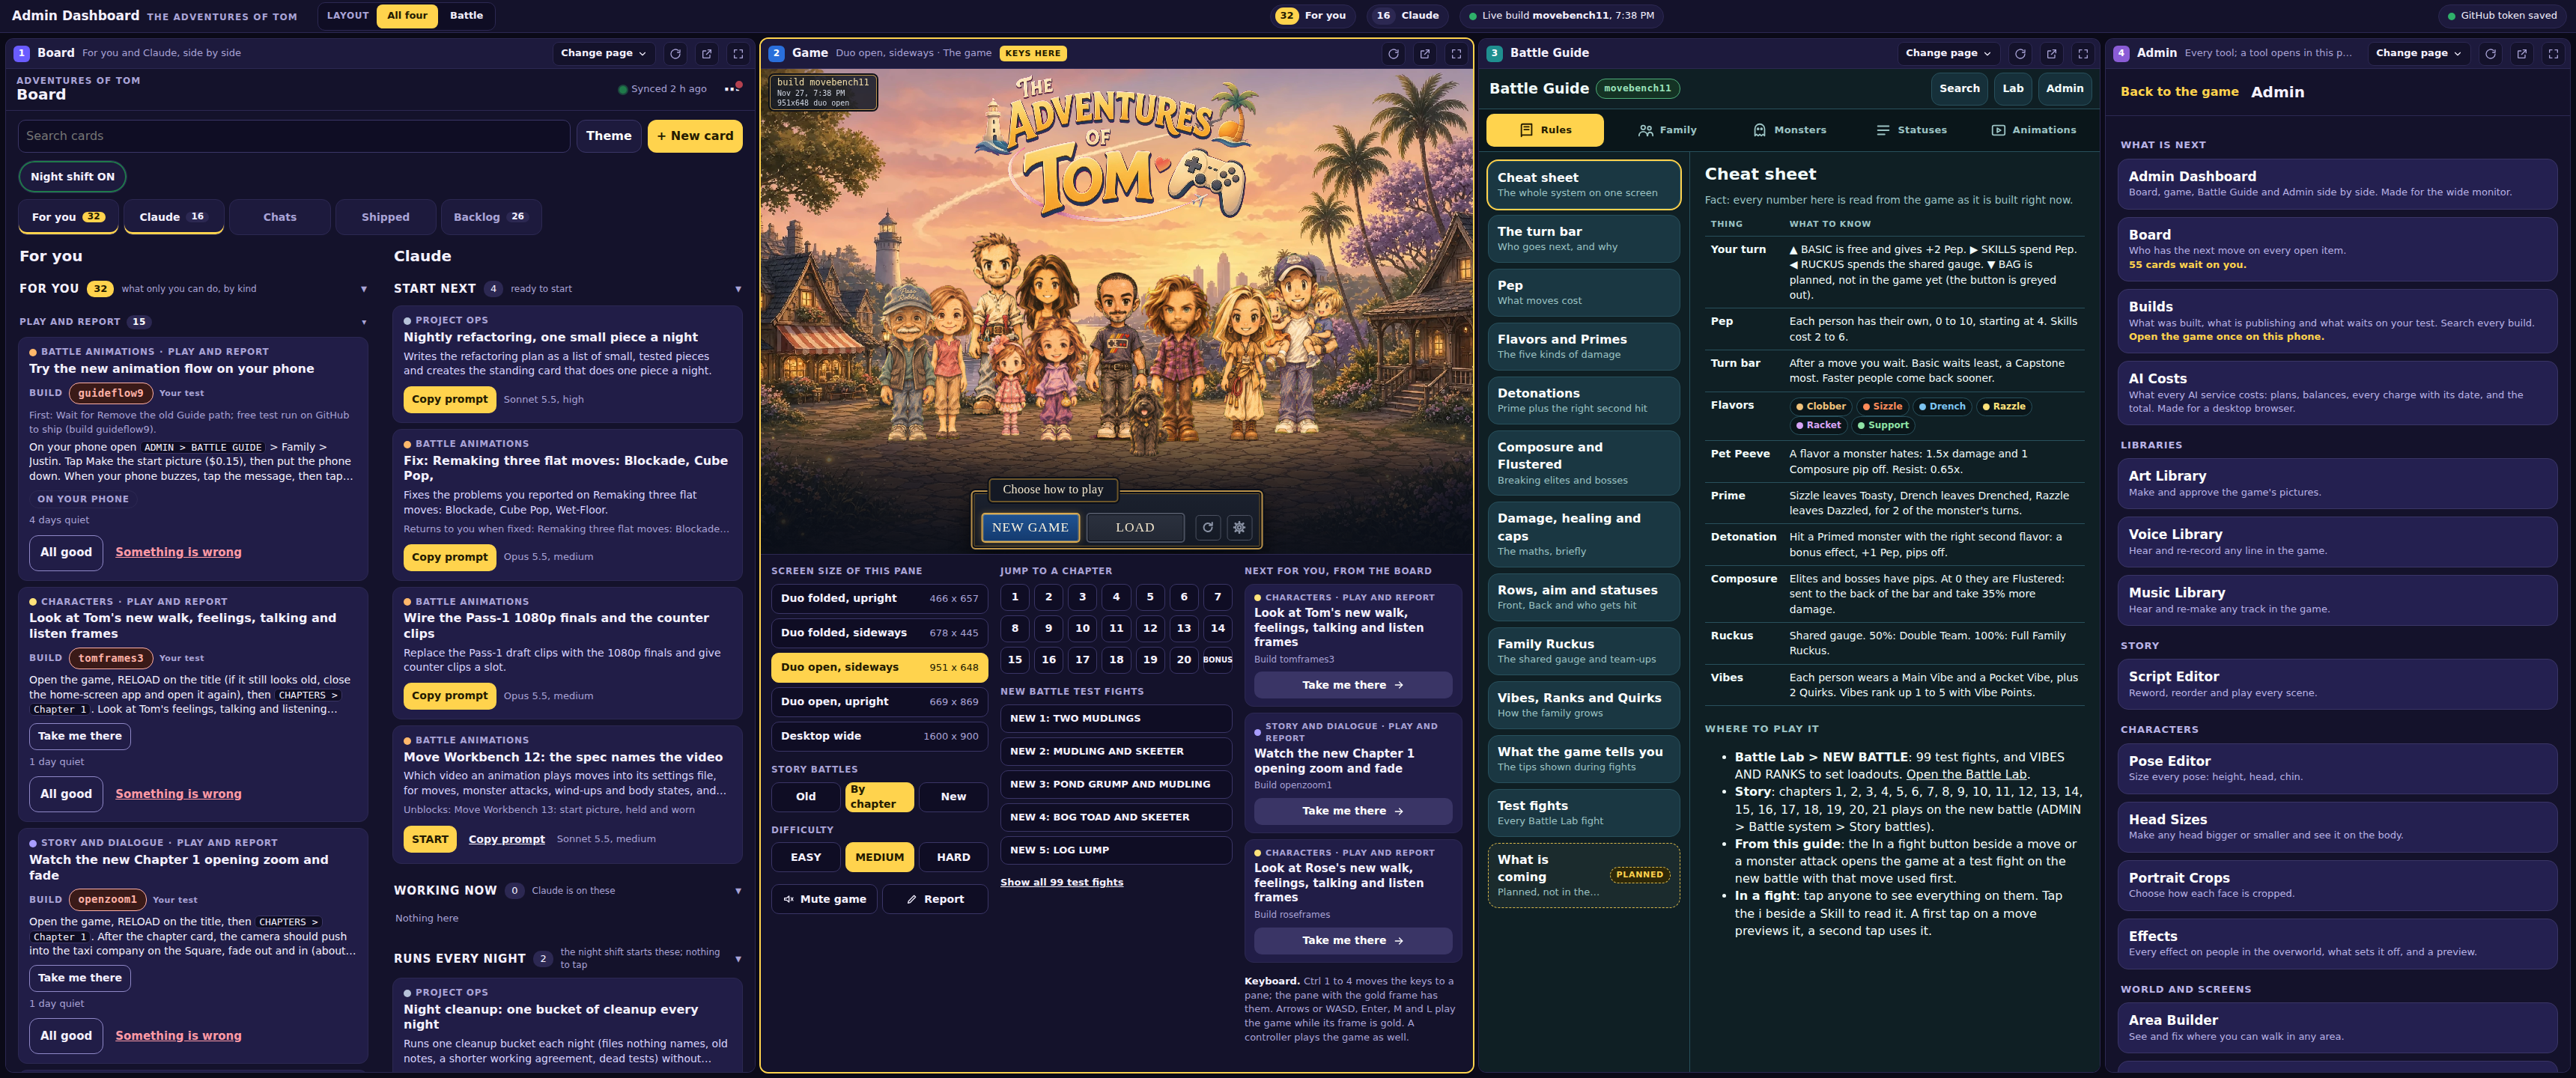 Admin Dashboard THE ADVENTURES OF TOM LAYOUT All four Battle 32 For you 16 Claude Live build movebench11, 7:38 PM GitHub token saved
1 Board For you and Claude, side by side Change page
ADVENTURES OF TOM
Board
Synced 2 h ago
Search cards Theme + New card
Night shift ON
For you 32 Claude 16 Chats Shipped Backlog 26
For you
FOR YOU 32 what only you can do, by kind
PLAY AND REPORT 15
BATTLE ANIMATIONS · PLAY AND REPORT
Try the new animation flow on your phone
BUILD guideflow9 Your test
First: Wait for Remove the old Guide path; free test run on GitHub
to ship (build guideflow9).
On your phone open ADMIN > BATTLE GUIDE > Family >
Justin. Tap Make the start picture ($0.15), then put the phone
down. When your phone buzzes, tap the message, then tap…
ON YOUR PHONE
4 days quiet
All good Something is wrong
CHARACTERS · PLAY AND REPORT
Look at Tom's new walk, feelings, talking and
listen frames
BUILD tomframes3 Your test
Open the game, RELOAD on the title (if it still looks old, close
the home-screen app and open it again), then CHAPTERS >
Chapter 1. Look at Tom's feelings, talking and listening…
Take me there
1 day quiet
All good Something is wrong
STORY AND DIALOGUE · PLAY AND REPORT
Watch the new Chapter 1 opening zoom and
fade
BUILD openzoom1 Your test
Open the game, RELOAD on the title, then CHAPTERS >
Chapter 1. After the chapter card, the camera should push
into the taxi company on the Square, fade out and in (about…
Take me there
1 day quiet
All good Something is wrong
Claude
START NEXT 4 ready to start
PROJECT OPS
Nightly refactoring, one small piece a night
Writes the refactoring plan as a list of small, tested pieces
and creates the standing card that does one piece a night.
Copy prompt Sonnet 5.5, high
BATTLE ANIMATIONS
Fix: Remaking three flat moves: Blockade, Cube
Pop,
Fixes the problems you reported on Remaking three flat
moves: Blockade, Cube Pop, Wet-Floor.
Returns to you when fixed: Remaking three flat moves: Blockade…
Copy prompt Opus 5.5, medium
BATTLE ANIMATIONS
Wire the Pass-1 1080p finals and the counter
clips
Replace the Pass-1 draft clips with the 1080p finals and give
counter clips a slot.
Copy prompt Opus 5.5, medium
BATTLE ANIMATIONS
Move Workbench 12: the spec names the video
Which video an animation plays moves into its settings file,
for moves, monster attacks, wind-ups and body states, and…
Unblocks: Move Workbench 13: start picture, held and worn
START Copy prompt Sonnet 5.5, medium
WORKING NOW 0 Claude is on these
Nothing here
RUNS EVERY NIGHT 2 the night shift starts these; nothing
to tap
PROJECT OPS
Night cleanup: one bucket of cleanup every
night
Runs one cleanup bucket each night (files nothing names, old
notes, a shorter working agreement, dead tests) without…
2 Game Duo open, sideways · The game KEYS HERE
build movebench11
Nov 27, 7:38 PM
951x648 duo open
THE
ADVENTURES
OF
TOM
Choose how to play
NEW GAME LOAD
SCREEN SIZE OF THIS PANE
Duo folded, upright 466 x 657
Duo folded, sideways 678 x 445
Duo open, sideways 951 x 648
Duo open, upright 669 x 869
Desktop wide 1600 x 900
STORY BATTLES
Old By
chapter New
DIFFICULTY
EASY MEDIUM HARD
Mute game Report
JUMP TO A CHAPTER
1 2 3 4 5 6 7
8 9 10 11 12 13 14
15 16 17 18 19 20 BONUS
NEW BATTLE TEST FIGHTS
NEW 1: TWO MUDLINGS
NEW 2: MUDLING AND SKEETER
NEW 3: POND GRUMP AND MUDLING
NEW 4: BOG TOAD AND SKEETER
NEW 5: LOG LUMP
Show all 99 test fights
NEXT FOR YOU, FROM THE BOARD
CHARACTERS · PLAY AND REPORT
Look at Tom's new walk,
feelings, talking and listen
frames
Build tomframes3
Take me there
STORY AND DIALOGUE · PLAY AND
REPORT
Watch the new Chapter 1
opening zoom and fade
Build openzoom1
Take me there
CHARACTERS · PLAY AND REPORT
Look at Rose's new walk,
feelings, talking and listen
frames
Build roseframes
Take me there
Keyboard. Ctrl 1 to 4 moves the keys to a
pane; the pane with the gold frame has
them. Arrows or WASD, Enter, M and L play
the game while its frame is gold. A
controller plays the game as well.
3 Battle Guide Change page
Battle Guide movebench11 Search Lab Admin
Rules Family Monsters Statuses Animations
Cheat sheet
The whole system on one screen
The turn bar
Who goes next, and why
Pep
What moves cost
Flavors and Primes
The five kinds of damage
Detonations
Prime plus the right second hit
Composure and
Flustered
Breaking elites and bosses
Damage, healing and
caps
The maths, briefly
Rows, aim and statuses
Front, Back and who gets hit
Family Ruckus
The shared gauge and team-ups
Vibes, Ranks and Quirks
How the family grows
What the game tells you
The tips shown during fights
Test fights
Every Battle Lab fight
What is
coming
Planned, not in the…
PLANNED
Cheat sheet
Fact: every number here is read from the game as it is built right now.
THING WHAT TO KNOW
Your turn ▲ BASIC is free and gives +2 Pep. ▶ SKILLS spend Pep.
◀ RUCKUS spends the shared gauge. ▼ BAG is
planned, not in the game yet (the button is greyed
out).
Pep Each person has their own, 0 to 10, starting at 4. Skills
cost 2 to 6.
Turn bar After a move you wait. Basic waits least, a Capstone
most. Faster people come back sooner.
Flavors Clobber Sizzle Drench Razzle
Racket Support
Pet Peeve A flavor a monster hates: 1.5x damage and 1
Composure pip off. Resist: 0.65x.
Prime Sizzle leaves Toasty, Drench leaves Drenched, Razzle
leaves Dazzled, for 2 of the monster's turns.
Detonation Hit a Primed monster with the right second flavor: a
bonus effect, +1 Pep, pips off.
Composure Elites and bosses have pips. At 0 they are Flustered:
sent to the back of the bar and take 35% more
damage.
Ruckus Shared gauge. 50%: Double Team. 100%: Full Family
Ruckus.
Vibes Each person wears a Main Vibe and a Pocket Vibe, plus
2 Quirks. Vibes rank up 1 to 5 with Vibe Points.
WHERE TO PLAY IT
• Battle Lab > NEW BATTLE: 99 test fights, and VIBES
AND RANKS to set loadouts. Open the Battle Lab.
• Story: chapters 1, 2, 3, 4, 5, 6, 7, 8, 9, 10, 11, 12, 13, 14,
15, 16, 17, 18, 19, 20, 21 plays on the new battle (ADMIN
> Battle system > Story battles).
• From this guide: the In a fight button beside a move or
a monster attack opens the game at a test fight on the
new battle with that move used first.
• In a fight: tap anyone to see everything on them. Tap
the i beside a Skill to read it. A first tap on a move
previews it, a second tap uses it.
4 Admin Every tool; a tool opens in this p… Change page
Back to the game Admin
WHAT IS NEXT
Admin Dashboard
Board, game, Battle Guide and Admin side by side. Made for the wide monitor.
Board
Who has the next move on every open item.
55 cards wait on you.
Builds
What was built, what is publishing and what waits on your test. Search every build.
Open the game once on this phone.
AI Costs
What every AI service costs: plans, balances, every charge with its date, and the
total. Made for a desktop browser.
LIBRARIES
Art Library
Make and approve the game's pictures.
Voice Library
Hear and re-record any line in the game.
Music Library
Hear and re-make any track in the game.
STORY
Script Editor
Reword, reorder and play every scene.
CHARACTERS
Pose Editor
Size every pose: height, head, chin.
Head Sizes
Make any head bigger or smaller and see it on the body.
Portrait Crops
Choose how each face is cropped.
Effects
Every effect on people in the overworld, what sets it off, and a preview.
WORLD AND SCREENS
Area Builder
See and fix where you can walk in any area.